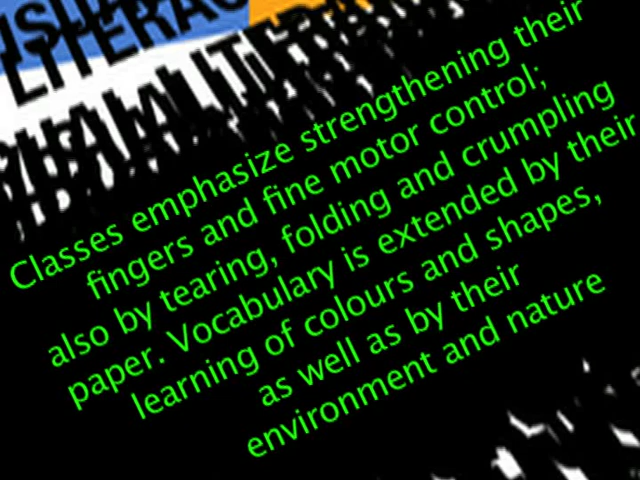 LITERAC
Classes emphasize strengthening their
fingers and fine motor control;
also by tearing, folding and crumpling
paper. Vocabulary is extended by their
learning of colours and shapes,
as well as by their
environment and nature